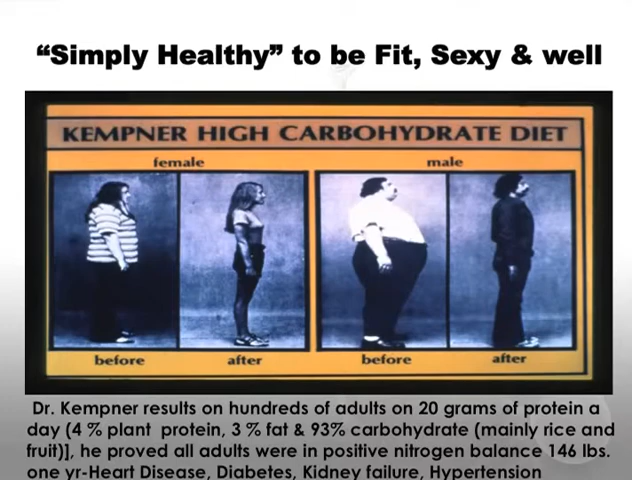 “Simply Healthy” to be Fit, Sexy & well
KEMPNER HIGH CARBOHYDRATE DIET
female
male
before
after
before
after
Dr. Kempner results on hundreds of adults on 20 grams of protein a
day (4 % plant protein, 3 % fat & 93% carbohydrate (mainly rice and
fruit)], he proved all adults were in positive nitrogen balance 146 lbs.
one yr-Heart Disease, Diabetes, Kidney failure, Hypertension